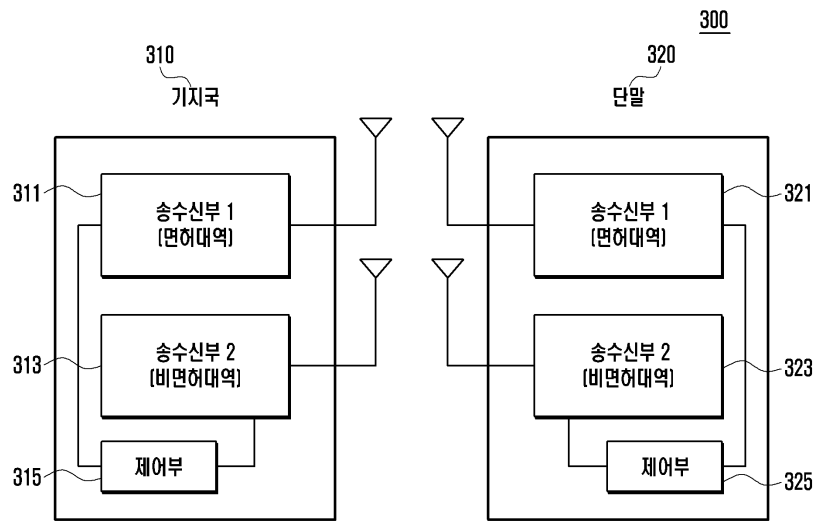 300
310
320
기지국
단말
311
송수신부 1
(면허대역)
송수신부 1
(면허대역)
321
313
송수신부 2
(비면허대역)
송수신부 2
(비면허대역)
323
315
제어부
제어부
325